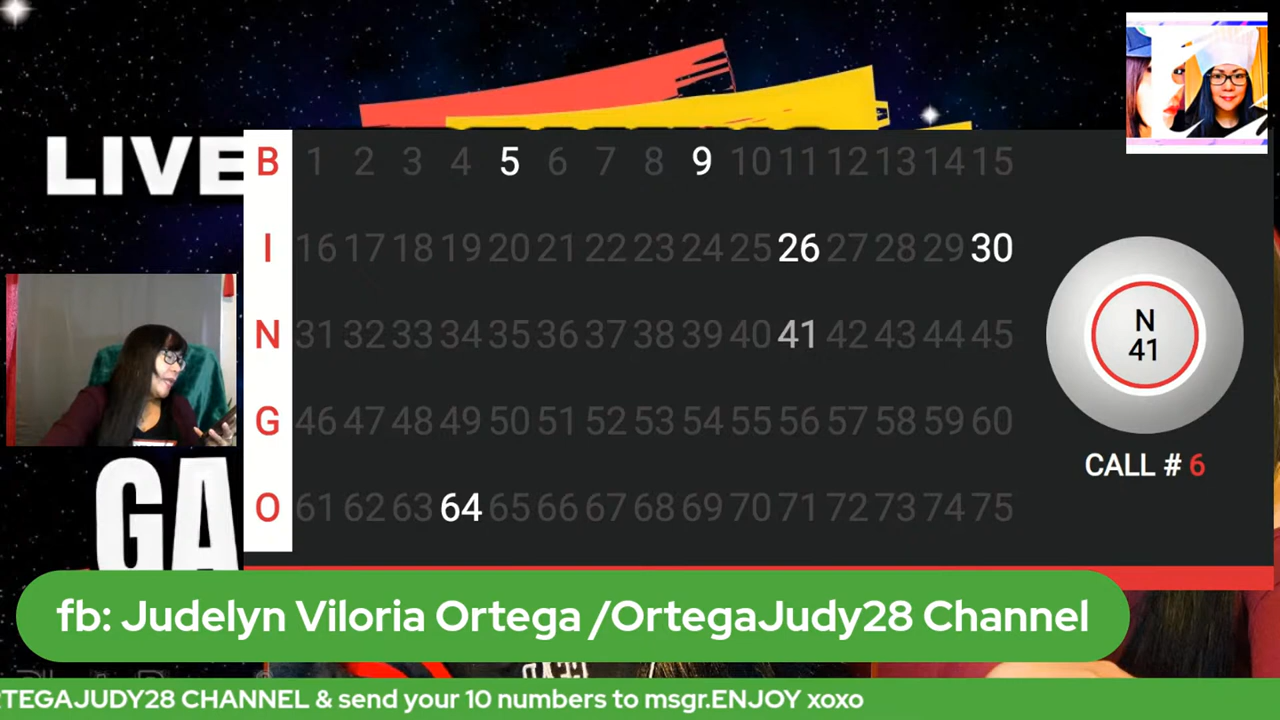 LIVE
B 1 2 3 4 5 6 7 8 9 10 11 12 13 14 15
I 16 17 18 19 20 21 22 23 24 25 26 27 28 29 30
N 31 32 33 34 35 36 37 38 39 40 41 42 43 44 45
G 46 47 48 49 50 51 52 53 54 55 56 57 58 59 60
O 61 62 63 64 65 66 67 68 69 70 71 72 73 74 75
N
41
CALL # 6
GA
fb: Judelyn Viloria Ortega /OrtegaJudy28 Channel
RTEGAJUDY28 CHANNEL & send your 10 numbers to msgr.ENJOY xoxo